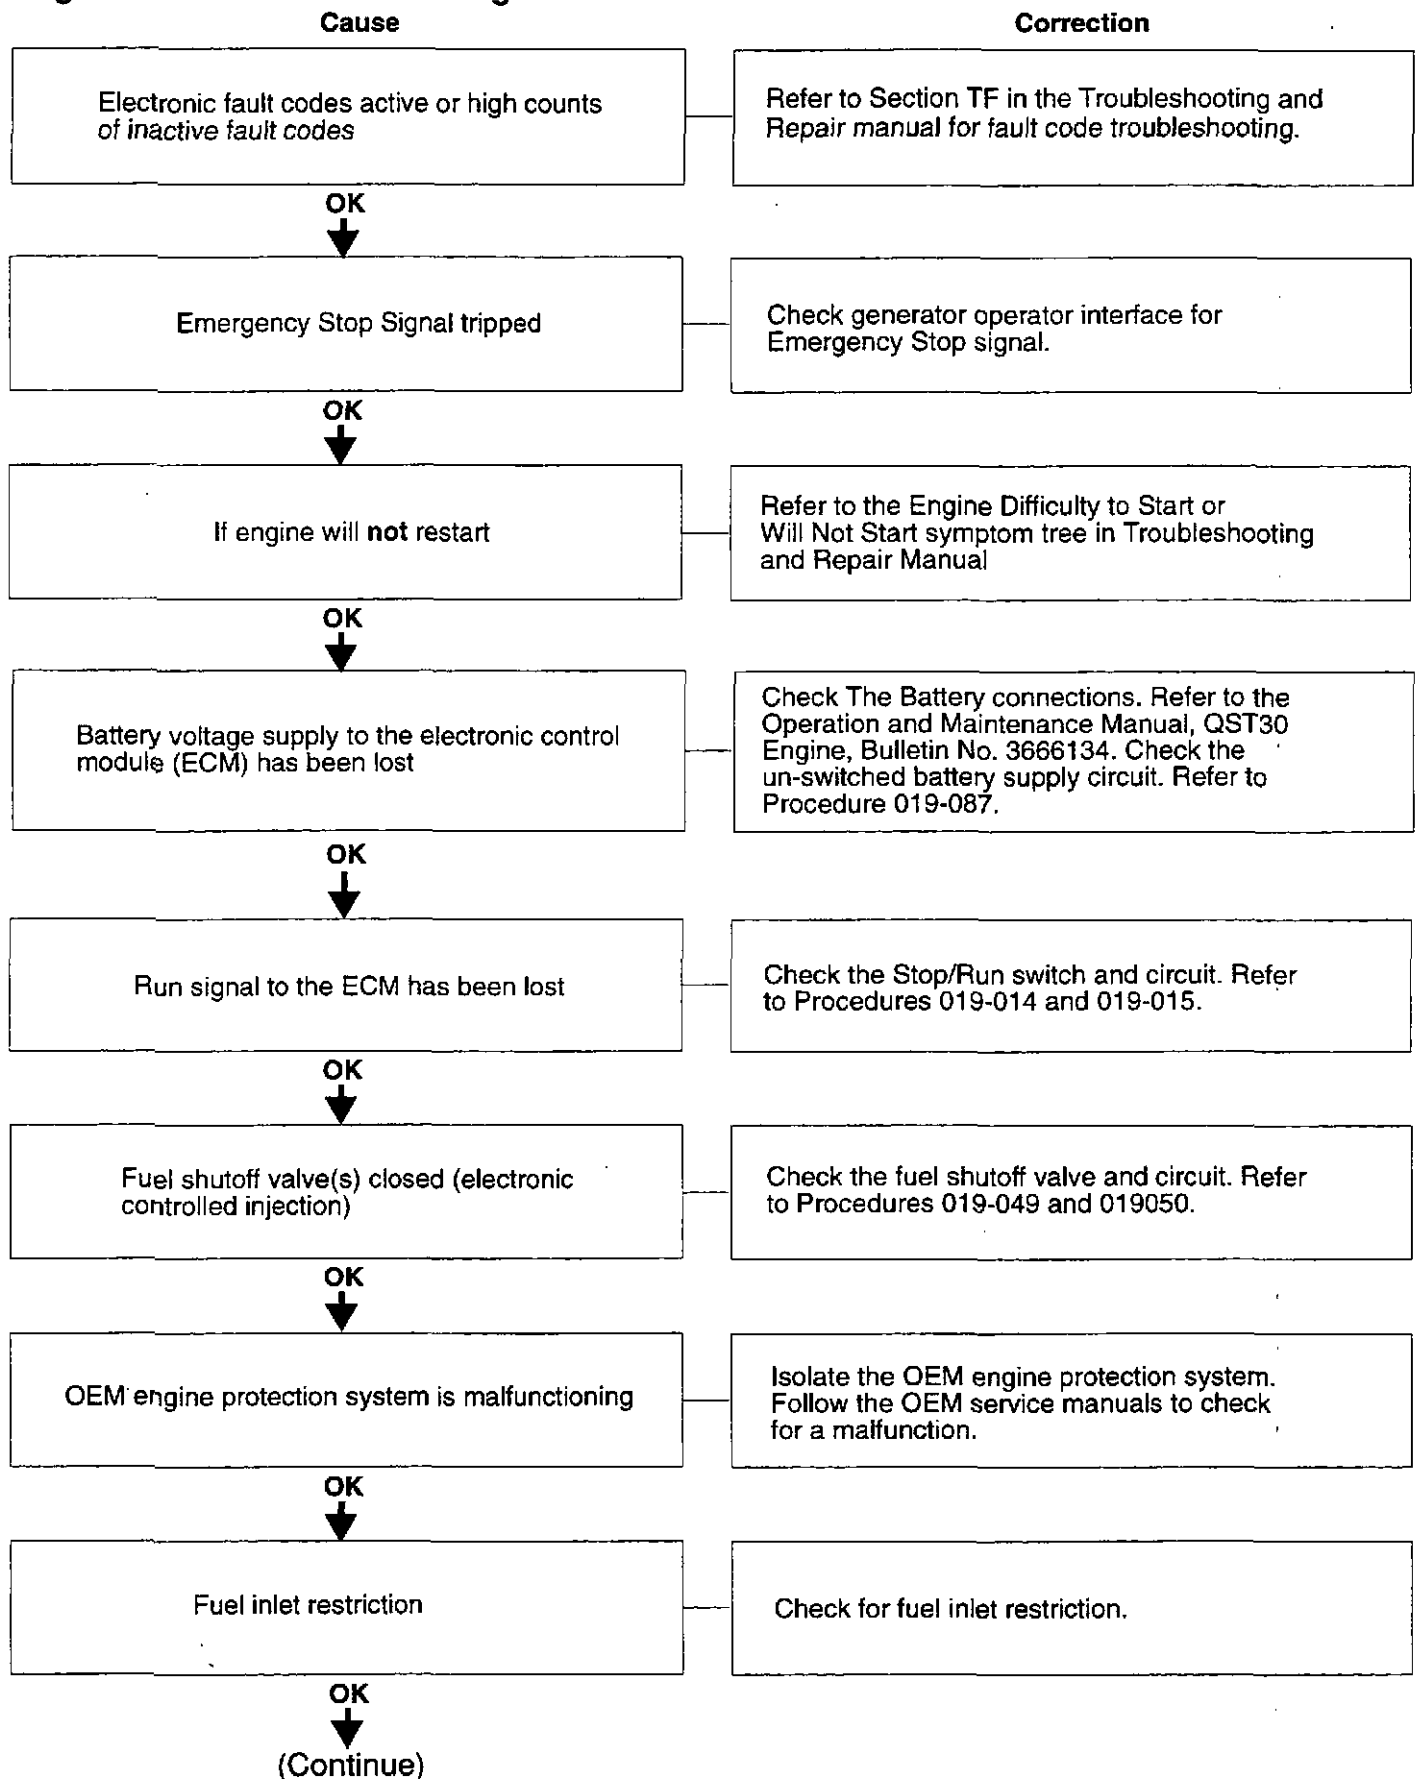 Cause
Correction
Electronic fault codes active or high counts
of inactive fault codes
Refer to Section TF in the Troubleshooting and
Repair manual for fault code troubleshooting.
OK
Emergency Stop Signal tripped
Check generator operator interface for
Emergency Stop signal.
OK
If engine will not restart
Refer to the Engine Difficulty to Start or
Will Not Start symptom tree in Troubleshooting
and Repair Manual
OK
Battery voltage supply to the electronic control
module (ECM) has been lost
Check The Battery connections. Refer to the
Operation and Maintenance Manual, QST30
Engine, Bulletin No. 3666134. Check the
un-switched battery supply circuit. Refer to
Procedure 019-087.
OK
Run signal to the ECM has been lost
Check the Stop/Run switch and circuit. Refer
to Procedures 019-014 and 019-015.
OK
Fuel shutoff valve(s) closed (electronic
controlled injection)
Check the fuel shutoff valve and circuit. Refer
to Procedures 019-049 and 019050.
OK
OEM engine protection system is malfunctioning
Isolate the OEM engine protection system.
Follow the OEM service manuals to check
for a malfunction.
OK
Fuel inlet restriction
Check for fuel inlet restriction.
OK
(Continue)